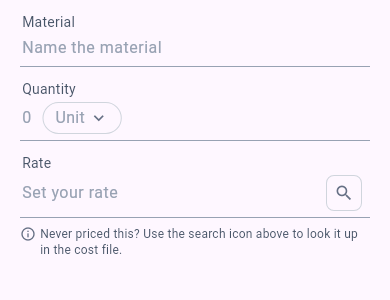 Material
Name the material
Quantity
0 Unit
Rate
Set your rate
Never priced this? Use the search icon above to look it up
in the cost file.